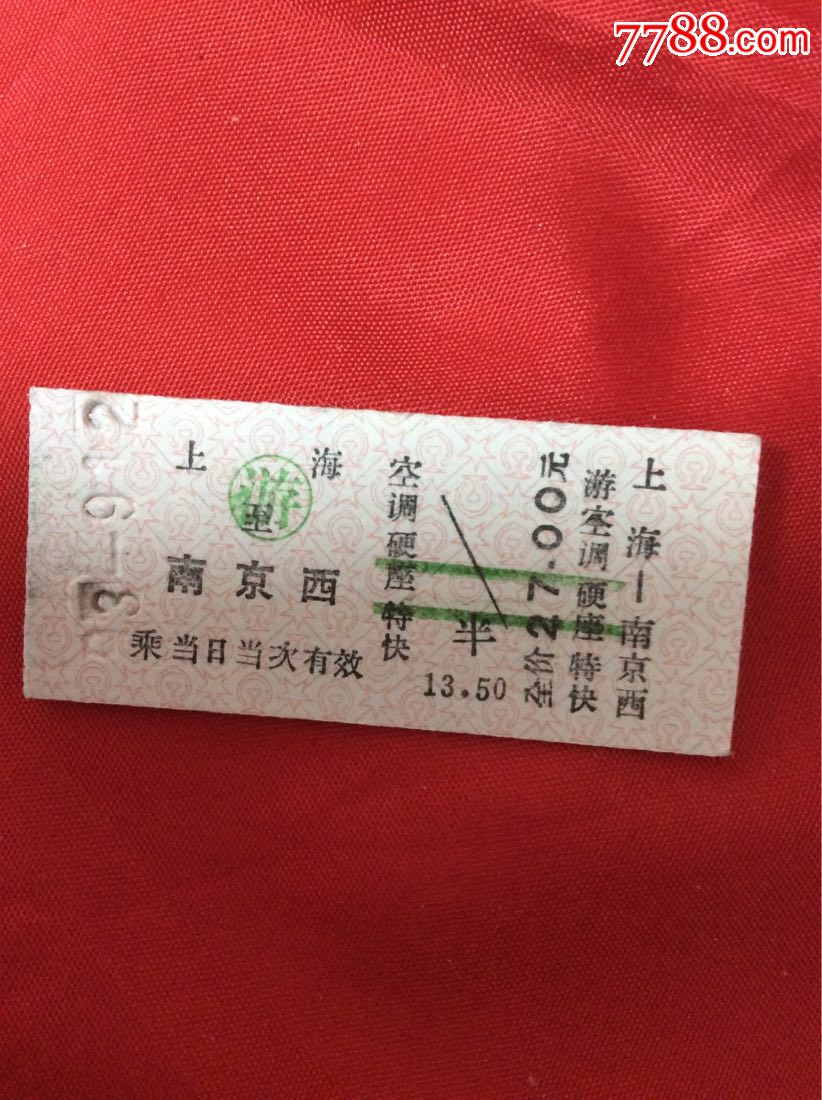 7788.com
上 海
游
至
南京西
乘当日当次有效
空调硬座特快
半
13.50
全价27.00元
游空调硬座特快
上海—南京西